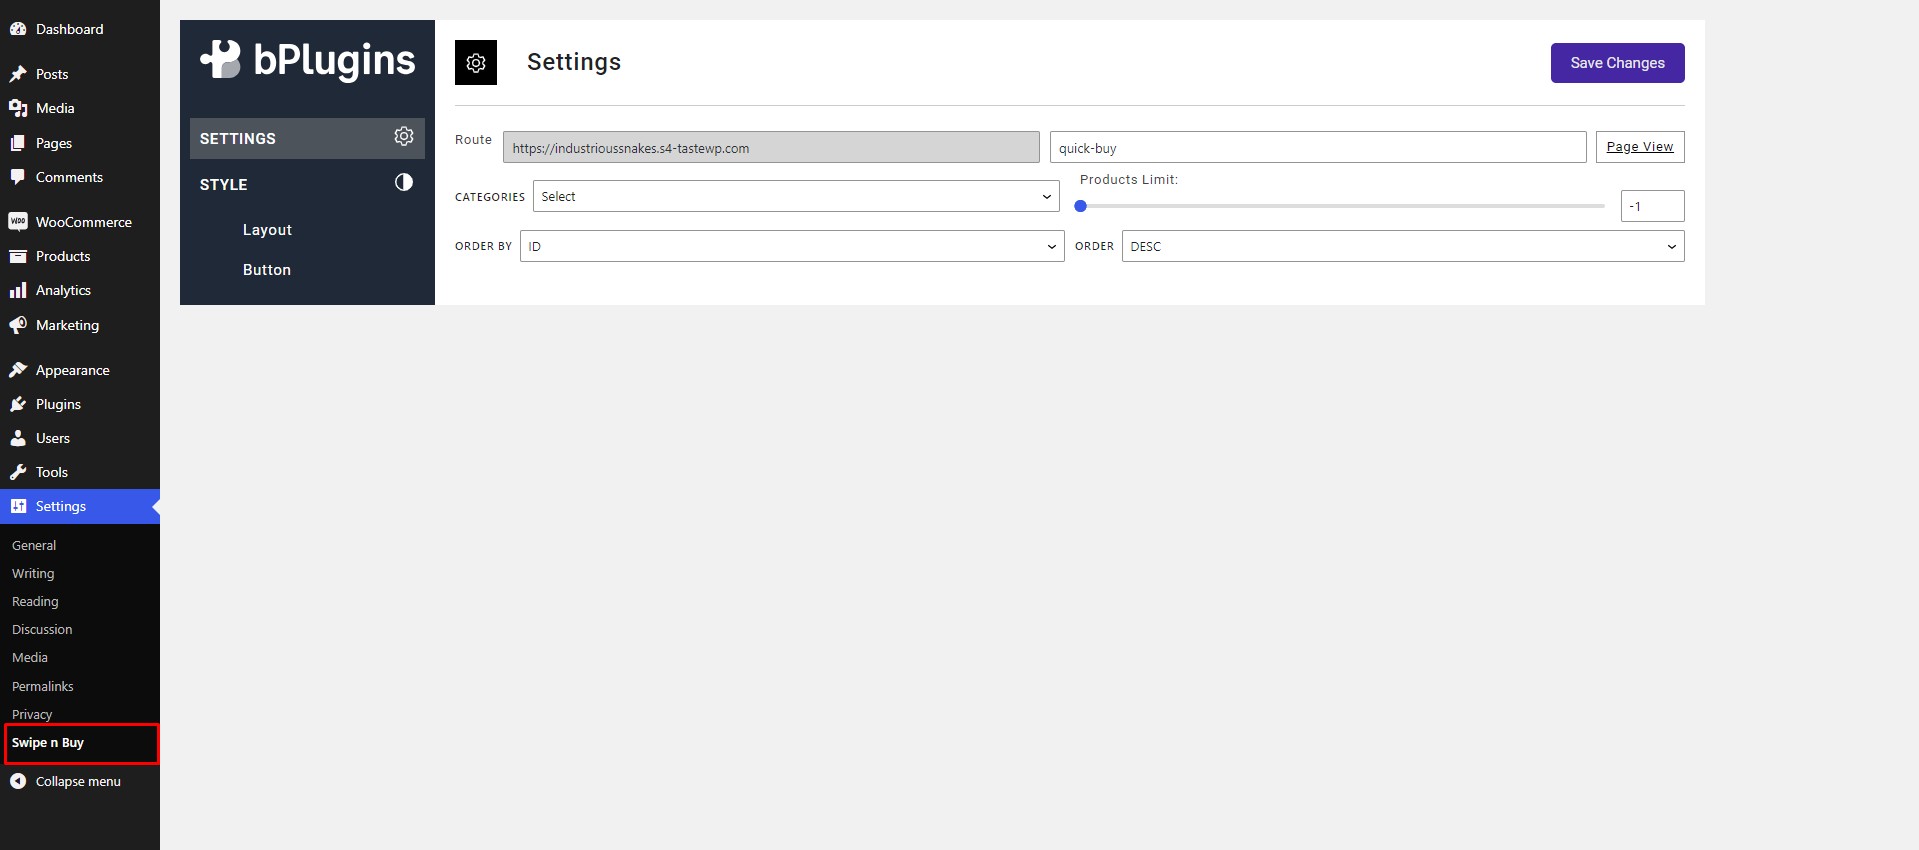 Dashboard
Posts
Media
Pages
Comments
WOO WooCommerce
Products
Analytics
Marketing
Appearance
Plugins
Users
Tools
Settings
General
Writing
Reading
Discussion
Media
Permalinks
Privacy
Swipe n Buy
Collapse menu
bPlugins
SETTINGS
STYLE
Layout
Button
Settings
Save Changes
Route https://industrioussnakes.s4-tastewp.com quick-buy Page View
CATEGORIES Select Products Limit: -1
ORDER BY ID ORDER DESC